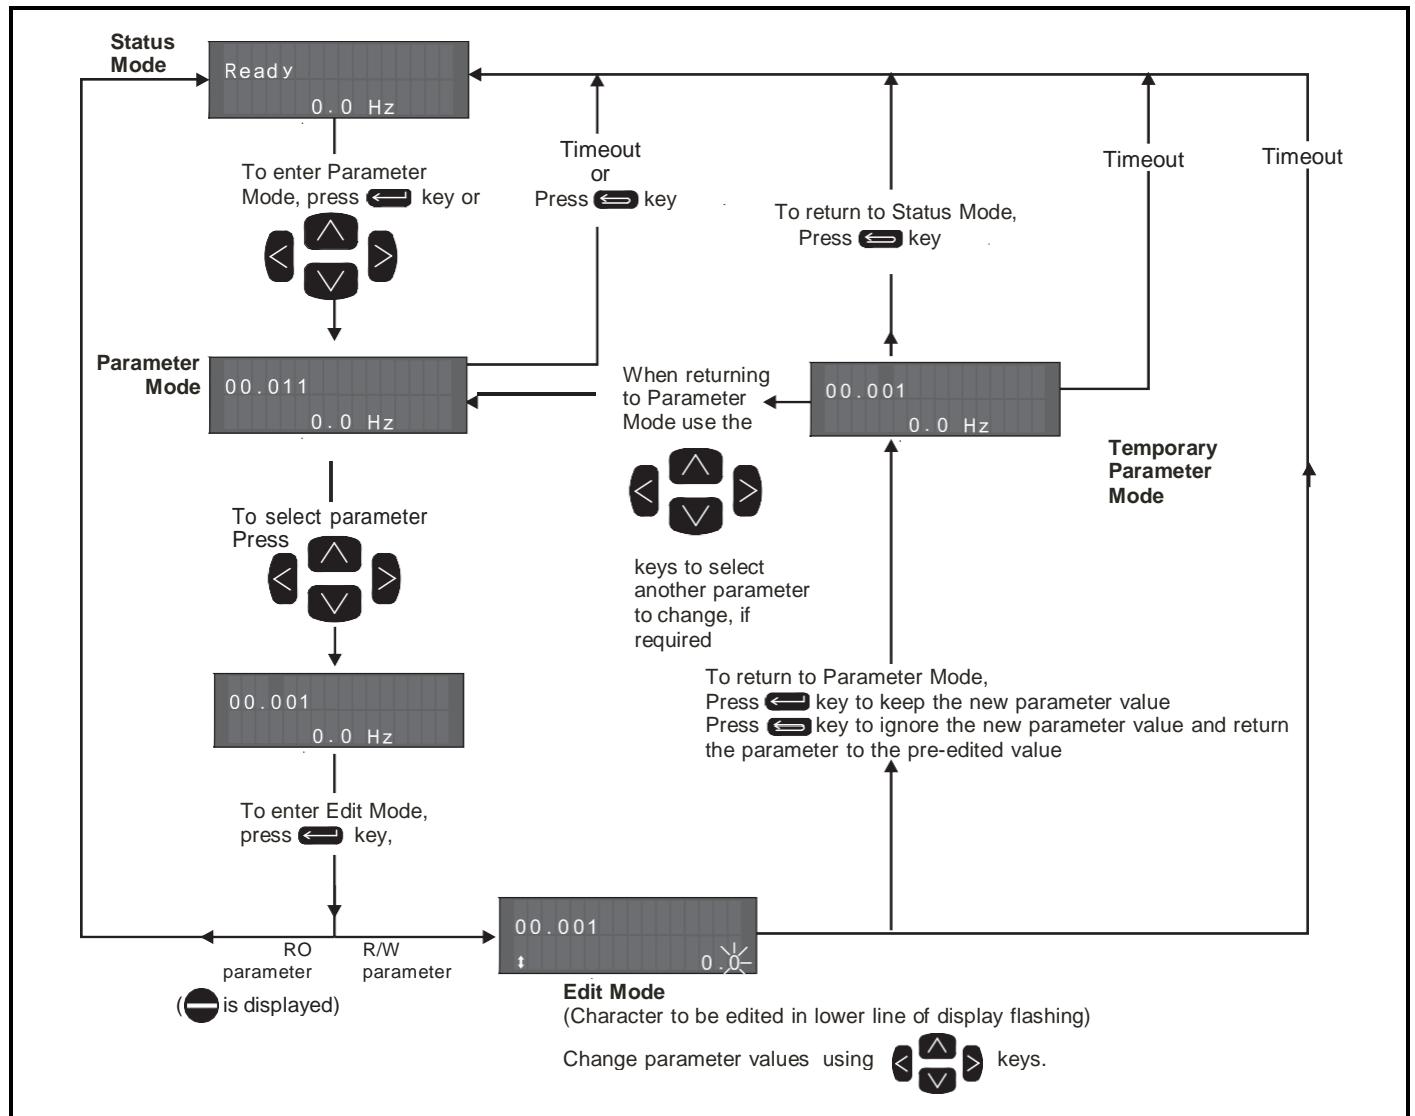 Status
Mode
Ready
0.0 Hz
To enter Parameter
Mode, press key or
Timeout
or
Press key
To return to Status Mode,
Press key
Timeout
Timeout
Parameter
Mode
00.011
0.0 Hz
When returning
to Parameter
Mode use the
00.001
0.0 Hz
Temporary
Parameter
Mode
To select parameter
Press
keys to select
another parameter
to change, if
required
00.001
0.0 Hz
To return to Parameter Mode,
Press key to keep the new parameter value
Press key to ignore the new parameter value and return
the parameter to the pre-edited value
To enter Edit Mode,
press key,
RO
parameter
R/W
parameter
( is displayed)
00.001
0.0
Edit Mode
(Character to be edited in lower line of display flashing)
Change parameter values using keys.